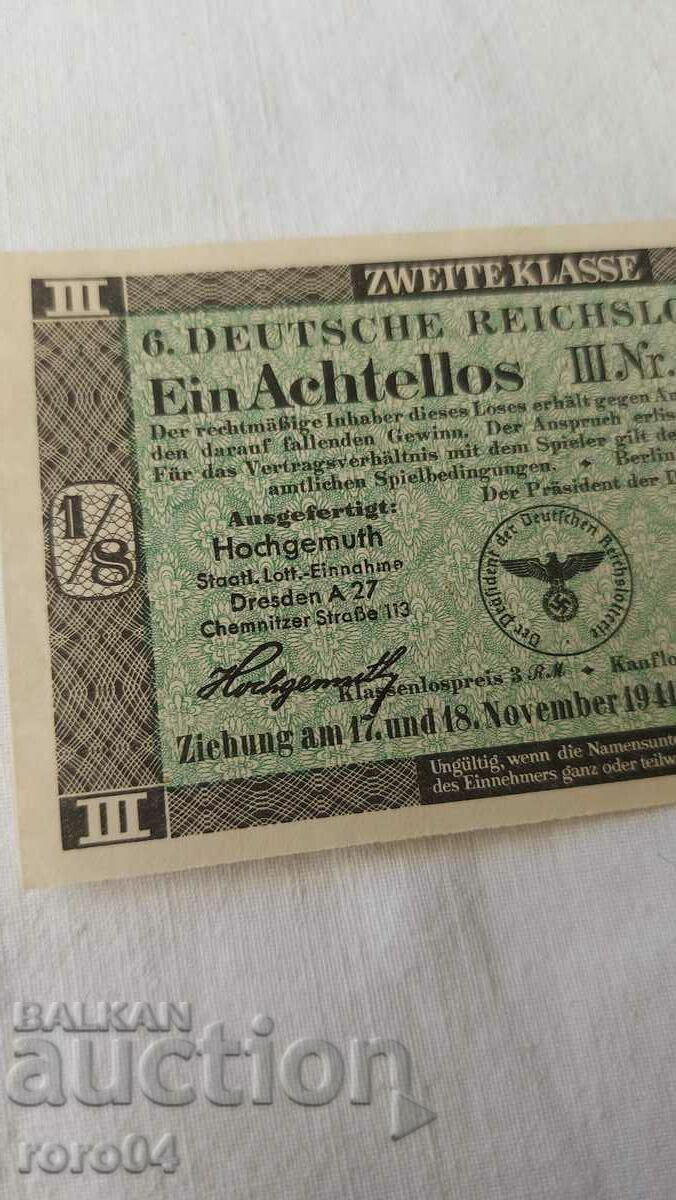 III
ZWEITE KLASSE
6. DEUTSCHE REICHSLO
Ein Achtellos III.Nr.
Der rechtmäßige Inhaber dieses Loses erhält gegen
den darauf fallenden Gewinn. Der Anspruch erlis
Für das Vertragsverhältnis mit dem Spieler gilt de
amtlichen Spielbedingungen. Berlin
Der Präsident der D
1/8
Ausgefertigt:
Hochgemuth
Staatl. Lott.-Einnahme
Dresden A 27
Chemnitzer Straße 113
Der Präsident der Deutschen Reichslotterie
Hochgemuth
Klassenlospreis 3 R.M. Kauflo
Ziehung am 17. und 18. November 1941
III
Ungültig, wenn die Namensunte
des Einnehmers ganz oder teilw
BALKAN
auction
roro04